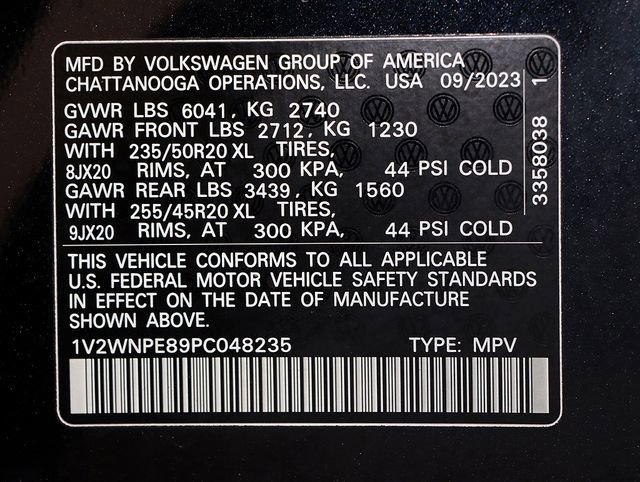 MFD BY VOLKSWAGEN GROUP OF AMERICA
CHATTANOOGA OPERATIONS, LLC. USA 09/2023
GVWR LBS 6041, KG 2740
GAWR FRONT LBS 2712, KG 1230
WITH 235/50R20 XL TIRES,
8JX20 RIMS, AT 300 KPA, 44 PSI COLD
GAWR REAR LBS 3439, KG 1560
WITH 255/45R20 XL TIRES,
9JX20 RIMS, AT 300 KPA, 44 PSI COLD
3358038 1
THIS VEHICLE CONFORMS TO ALL APPLICABLE
U.S. FEDERAL MOTOR VEHICLE SAFETY STANDARDS
IN EFFECT ON THE DATE OF MANUFACTURE
SHOWN ABOVE.
1V2WNPE89PC048235 TYPE: MPV